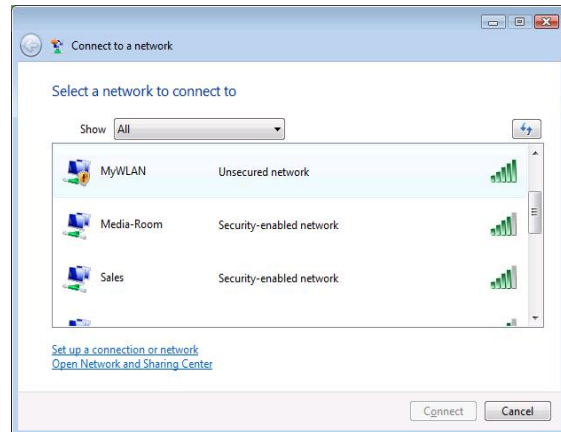 Connect to a network
Select a network to connect to
Show All
MyWLAN Unsecured network
Media-Room Security-enabled network
Sales Security-enabled network
Set up a connection or network
Open Network and Sharing Center
Connect Cancel